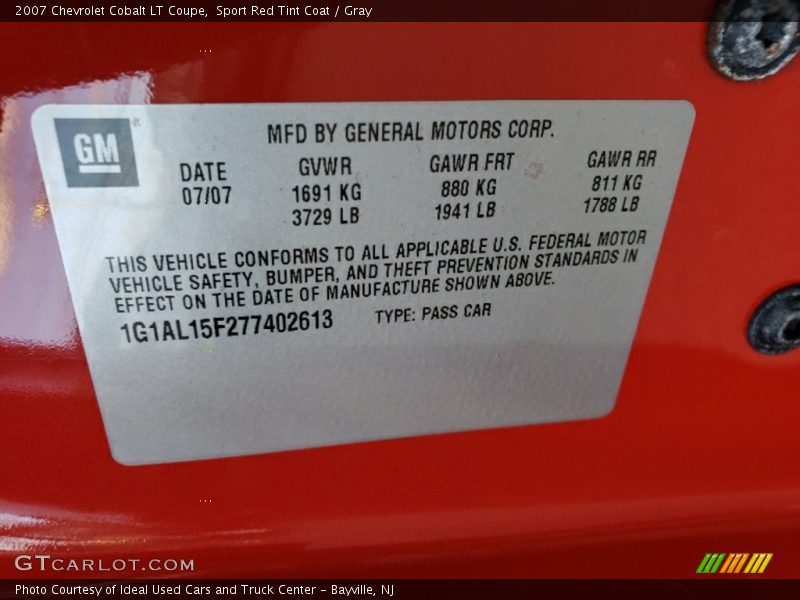 2007 Chevrolet Cobalt LT Coupe,  Sport Red Tint Coat / Gray
GM
MFD BY GENERAL MOTORS CORP.
DATE GVWR GAWR FRT GAWR RR
07/07 1691 KG 880 KG 811 KG
3729 LB 1941 LB 1788 LB
THIS VEHICLE CONFORMS TO ALL APPLICABLE U.S. FEDERAL MOTOR
VEHICLE SAFETY, BUMPER, AND THEFT PREVENTION STANDARDS IN
EFFECT ON THE DATE OF MANUFACTURE SHOWN ABOVE.
1G1AL15F277402613 TYPE: PASS CAR
GTCARLOT.COM
Photo Courtesy of Ideal Used Cars and Truck Center - Bayville, NJ